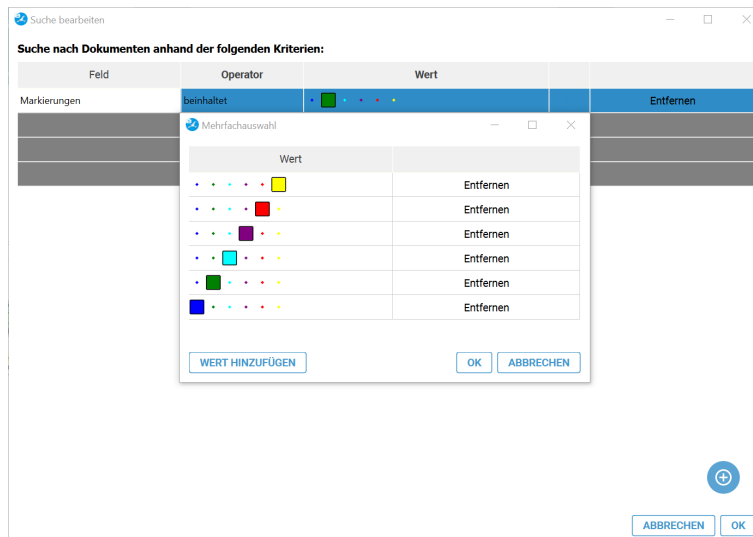 Suche bearbeiten
Suche nach Dokumenten anhand der folgenden Kriterien:
Feld Operator Wert
Markierungen beinhaltet Entfernen
Mehrfachauswahl
Wert
Entfernen
Entfernen
Entfernen
Entfernen
Entfernen
Entfernen
WERT HINZUFÜGEN OK ABBRECHEN
ABBRECHEN OK